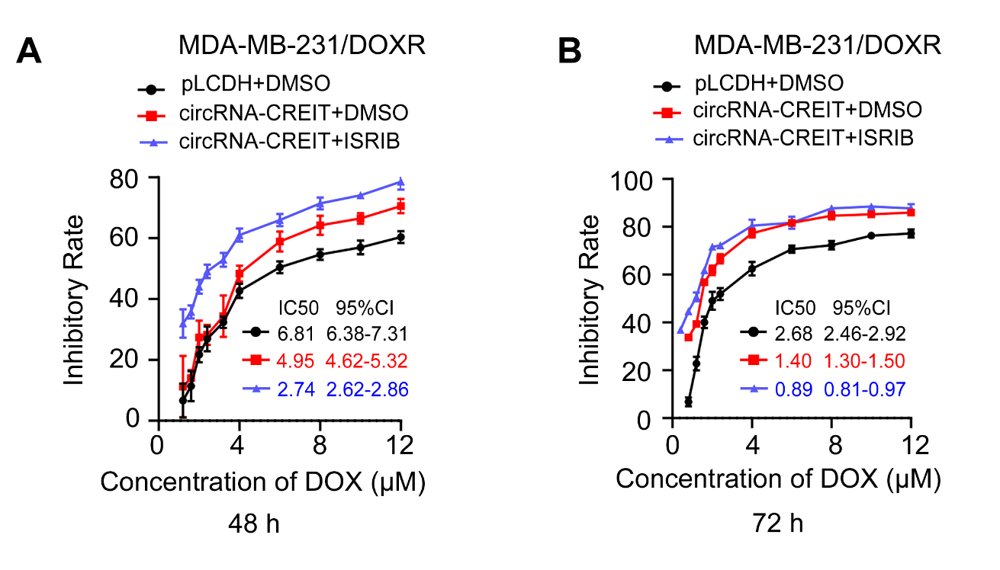 A
MDA-MB-231/DOXR
pLCDH+DMSO
circRNA-CREIT+DMSO
circRNA-CREIT+ISRIB
Inhibitory Rate
80
60
40
20
0
IC50 95%CI
6.81 6.38-7.31
4.95 4.62-5.32
2.74 2.62-2.86
0 4 8 12
Concentration of DOX (μM)
48 h
B
MDA-MB-231/DOXR
pLCDH+DMSO
circRNA-CREIT+DMSO
circRNA-CREIT+ISRIB
Inhibitory Rate
100
80
60
40
20
0
IC50 95%CI
2.68 2.46-2.92
1.40 1.30-1.50
0.89 0.81-0.97
0 4 8 12
Concentration of DOX (μM)
72 h